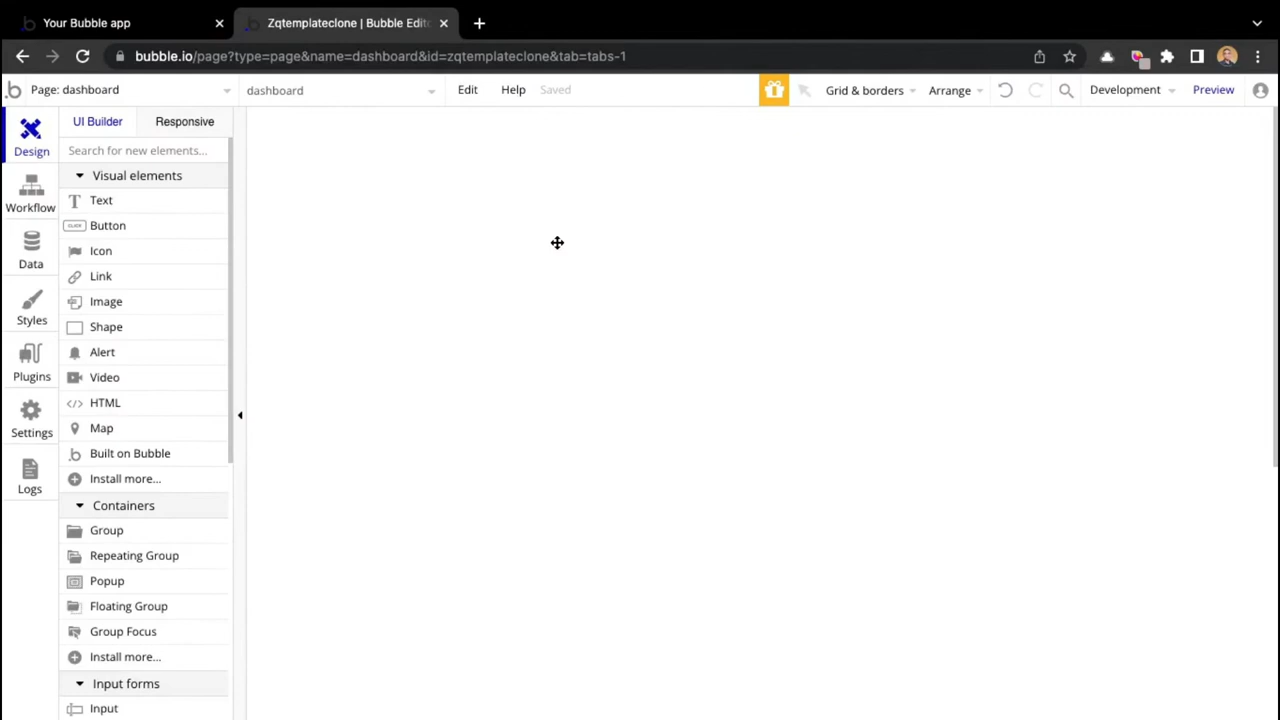 Your Bubble app
Zqtemplateclone | Bubble Edito
bubble.io/page?type=page&name=dashboard&id=zqtemplateclone&tab=tabs-1
Page: dashboard
dashboard
Edit
Help
Saved
Grid & borders
Arrange
Development
Preview
Design
Workflow
Data
Styles
Plugins
Settings
Logs
UI Builder
Responsive
Search for new elements...
Visual elements
Text
CLICK
Button
Icon
Link
Image
Shape
Alert
Video
HTML
Map
Built on Bubble
Install more...
Containers
Group
Repeating Group
Popup
Floating Group
Group Focus
Install more...
Input forms
Input